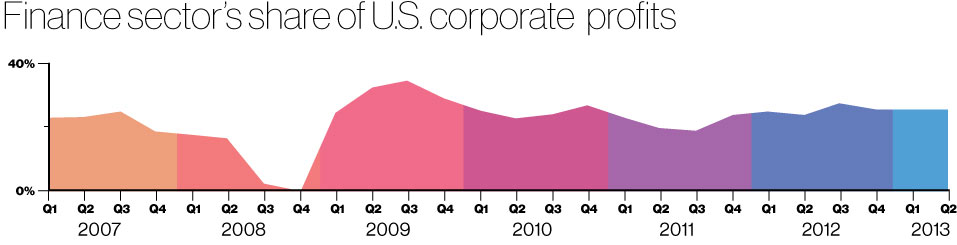 Finance sector's share of U.S. corporate profits
40%
0%
Q1 Q2 Q3 Q4 Q1 Q2 Q3 Q4 Q1 Q2 Q3 Q4 Q1 Q2 Q3 Q4 Q1 Q2 Q3 Q4 Q1 Q2 Q3 Q4 Q1 Q2
2007 2008 2009 2010 2011 2012 2013